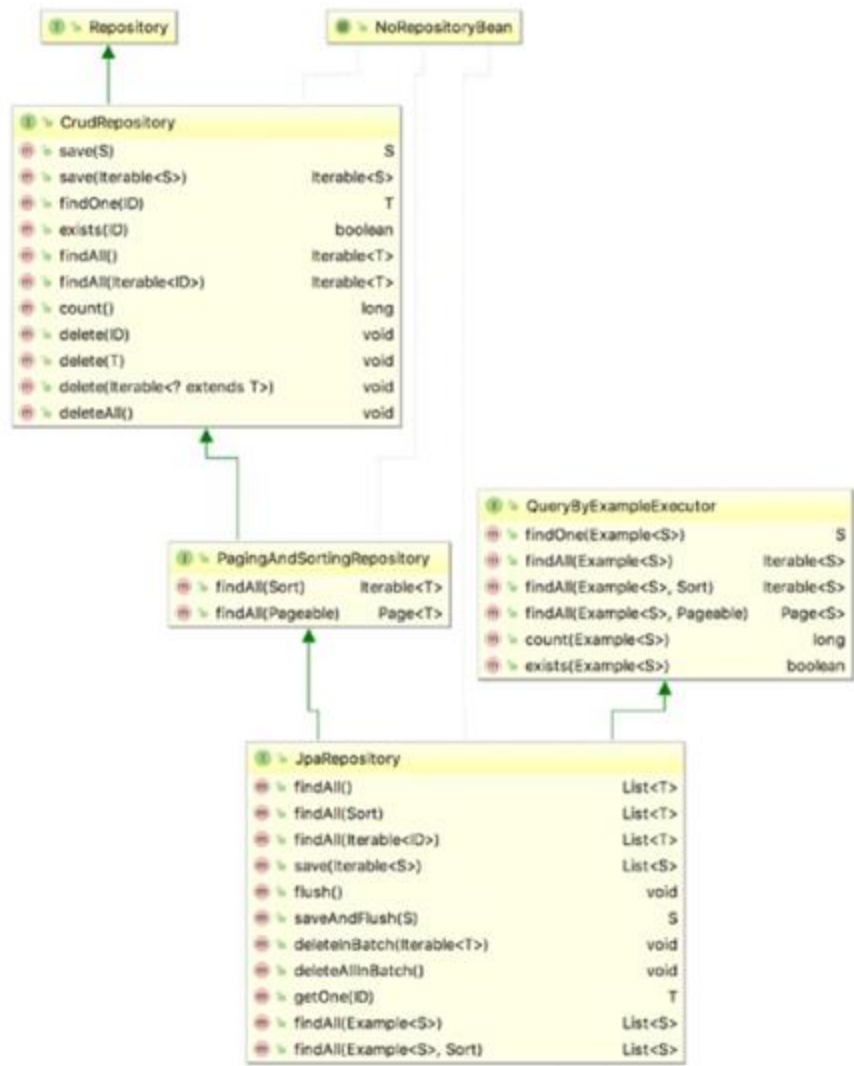 Repository
NoRepositoryBean
CrudRepository
save(S) S
save(Iterable<S>) Iterable<S>
findOne(ID) T
exists(ID) boolean
findAll() Iterable<T>
findAll(Iterable<ID>) Iterable<T>
count() long
delete(ID) void
delete(T) void
delete(Iterable<? extends T>) void
deleteAll() void
PagingAndSortingRepository
findAll(Sort) Iterable<T>
findAll(Pageable) Page<T>
QueryByExampleExecutor
findOne(Example<S>) S
findAll(Example<S>) Iterable<S>
findAll(Example<S>, Sort) Iterable<S>
findAll(Example<S>, Pageable) Page<S>
count(Example<S>) long
exists(Example<S>) boolean
JpaRepository
findAll() List<T>
findAll(Sort) List<T>
findAll(Iterable<ID>) List<T>
save(Iterable<S>) List<S>
flush() void
saveAndFlush(S) S
deleteInBatch(Iterable<T>) void
deleteAllInBatch() void
getOne(ID) T
findAll(Example<S>) List<S>
findAll(Example<S>, Sort) List<S>